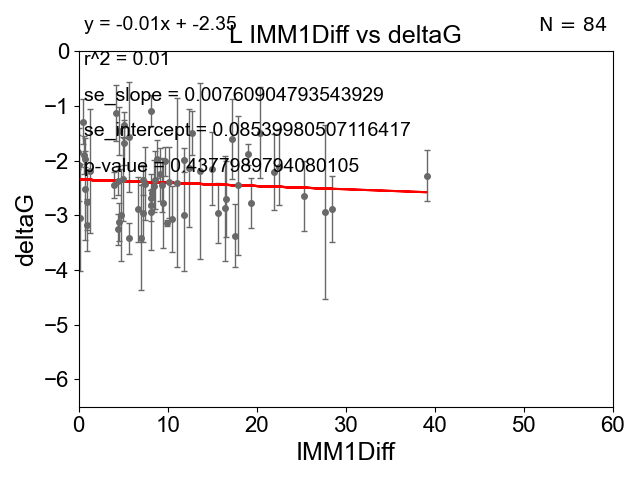 y = -0.01x + -2.35
N = 84
L IMM1Diff vs deltaG
r^2 = 0.01
se_slope = 0.00760904793543929
se_intercept = 0.08539980507116417
p-value = 0.4377989794080105
0
−1
−2
−3
−4
−5
−6
deltaG
0 10 20 30 40 50 60
IMM1Diff